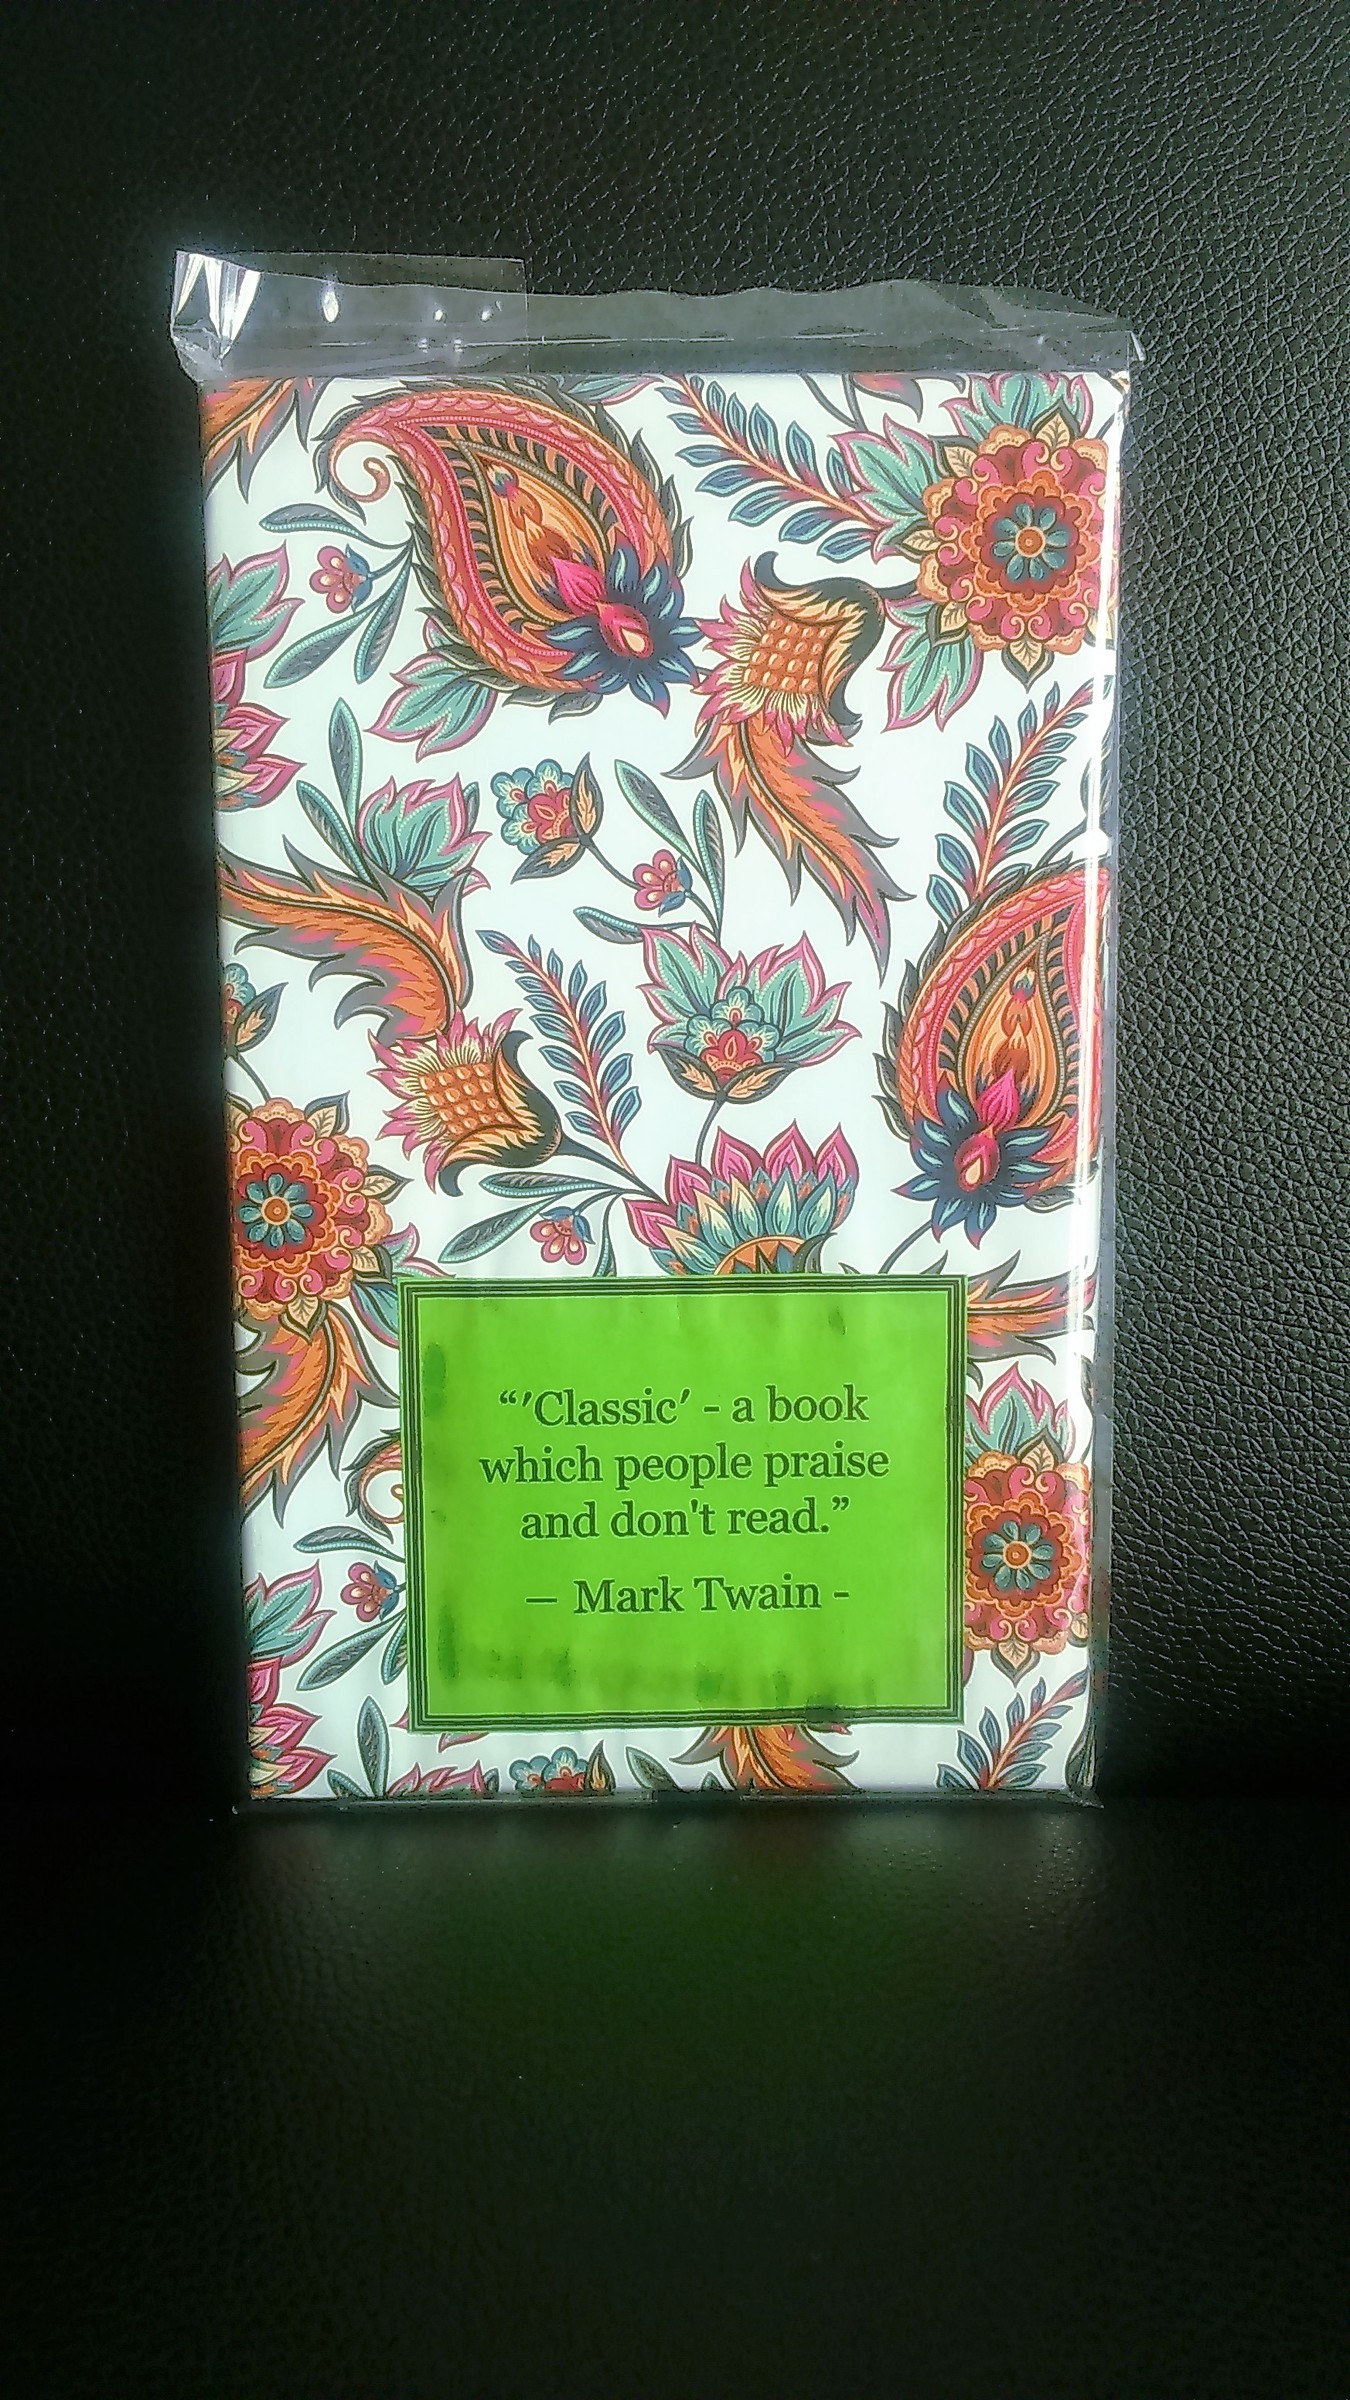 “′Classic′ - a book
which people praise
and don't read.”
— Mark Twain -